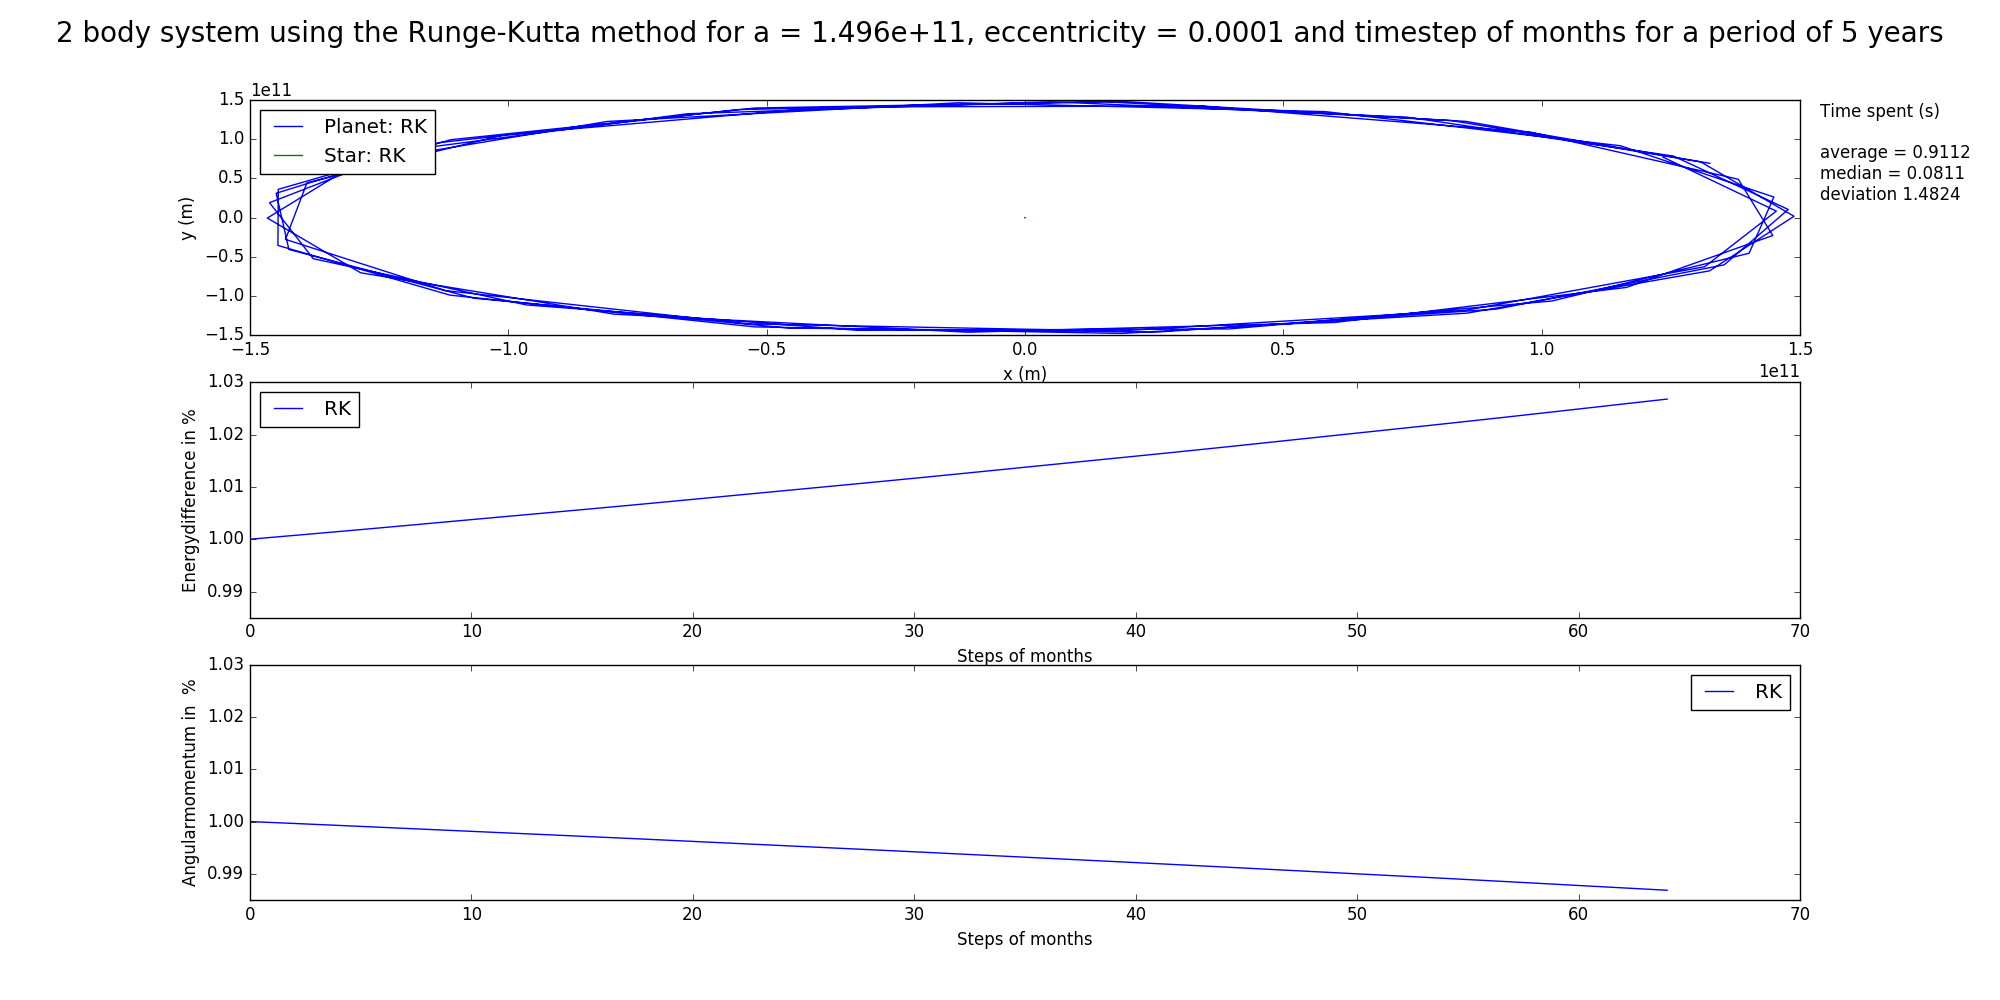 2 body system using the Runge-Kutta method for a = 1.496e+11, eccentricity = 0.0001 and timestep of months for a period of 5 years
1e11
1.5
1.0
0.5
0.0
−0.5
−1.0
−1.5
y (m)
Planet: RK
Star: RK
Time spent (s)
average = 0.9112
median = 0.0811
deviation 1.4824
−1.5 −1.0 −0.5 0.0 0.5 1.0 1.5
x (m)
1e11
1.03
1.02
1.01
1.00
0.99
Energydifference in %
RK
0 10 20 30 40 50 60 70
Steps of months
1.03
1.02
1.01
1.00
0.99
Angularmomentum in  %
RK
0 10 20 30 40 50 60 70
Steps of months